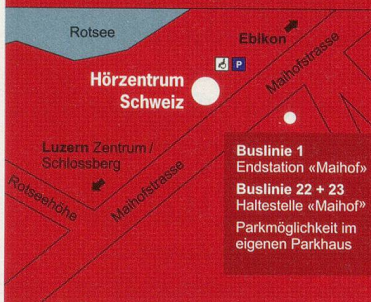 Rotsee
Ebikon
Maihofstrasse
P
Hörzentrum
Schweiz
Luzern Zentrum/
Schlossberg
Rotseehöhe
Maihofstrasse
Buslinie 1
Endstation «Maihof»
Buslinie 22 + 23
Haltestelle «Maihof»
Parkmöglichkeit im
eigenen Parkhaus